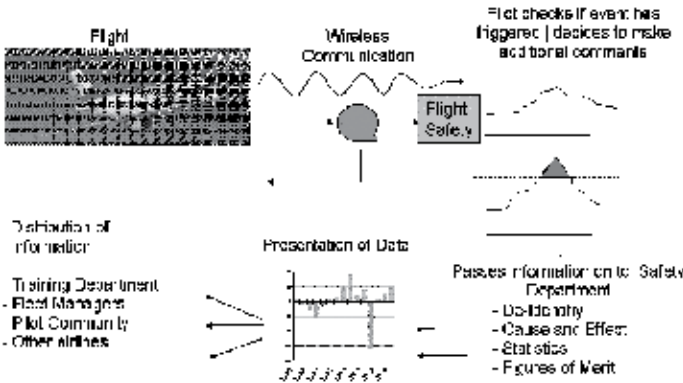 Flight
Wireless
Communication
Pilot checks if event has
triggered | decides to make
additional comments
Flight
Safety
Distribution of
information
Training Department
- Fleet Managers
Pilot Community
- Other airlines
Presentation of Data
Passes information on to Safety
Department
- De-Identify
- Cause and Effect
- Statistics
- Figures of Merit